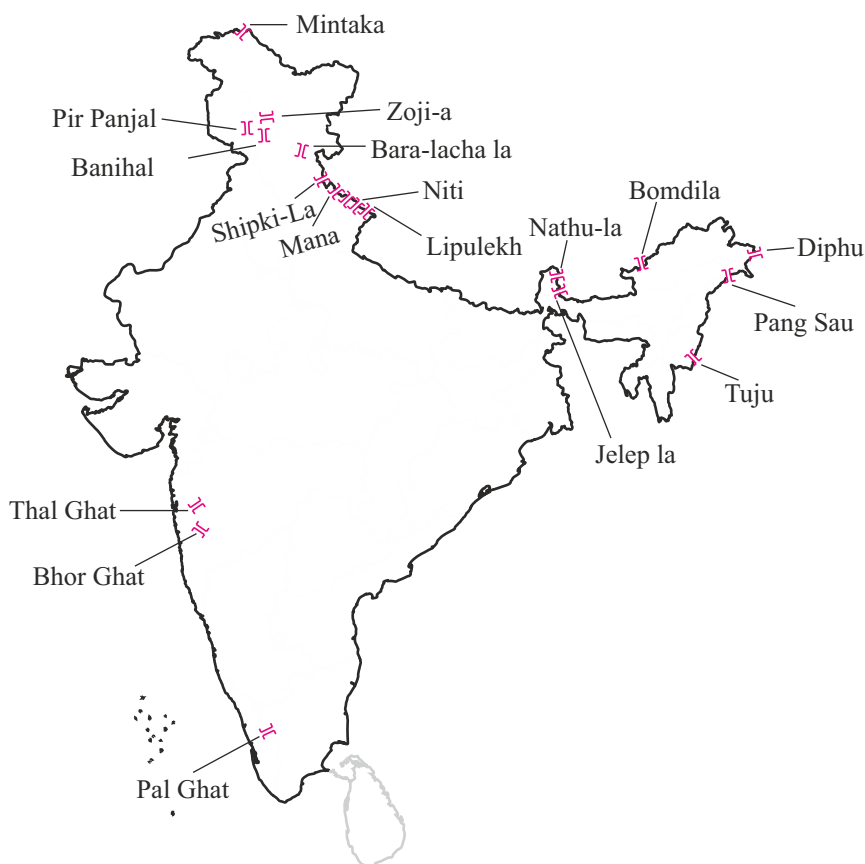 Mintaka
Zoji-a
Pir Panjal
Banihal
Bara-lacha la
Niti
Shipki-La
Mana
Lipulekh
Nathu-la
Bomdila
Diphu
Pang Sau
Tuju
Jelep la
Thal Ghat
Bhor Ghat
Pal Ghat